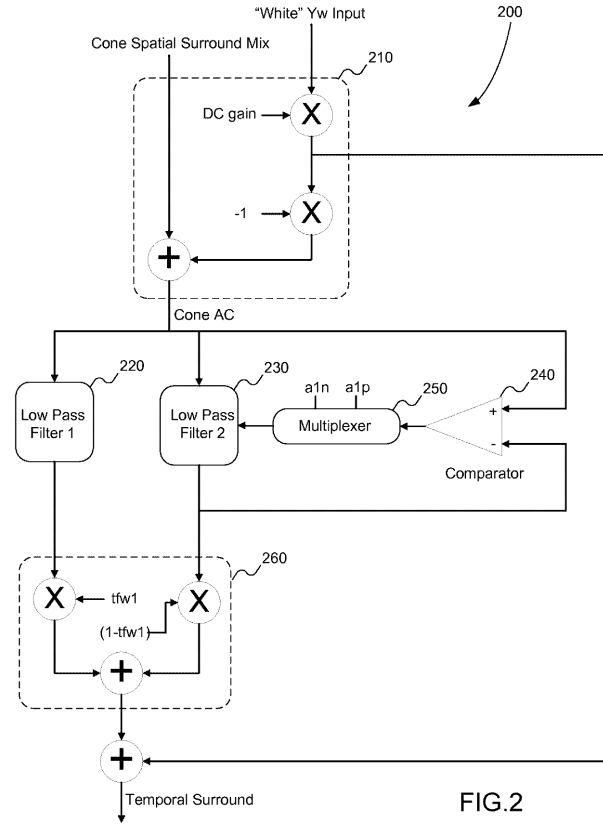 “White” Yw Input
200
Cone Spatial Surround Mix
210
DC gain
X
-1
X
+
Cone AC
220
230
240
a1n
a1p
250
Low Pass
Filter 1
Low Pass
Filter 2
Multiplexer
+
-
Comparator
260
X
tfw1
X
(1-tfw1)
+
+
Temporal Surround
FIG.2